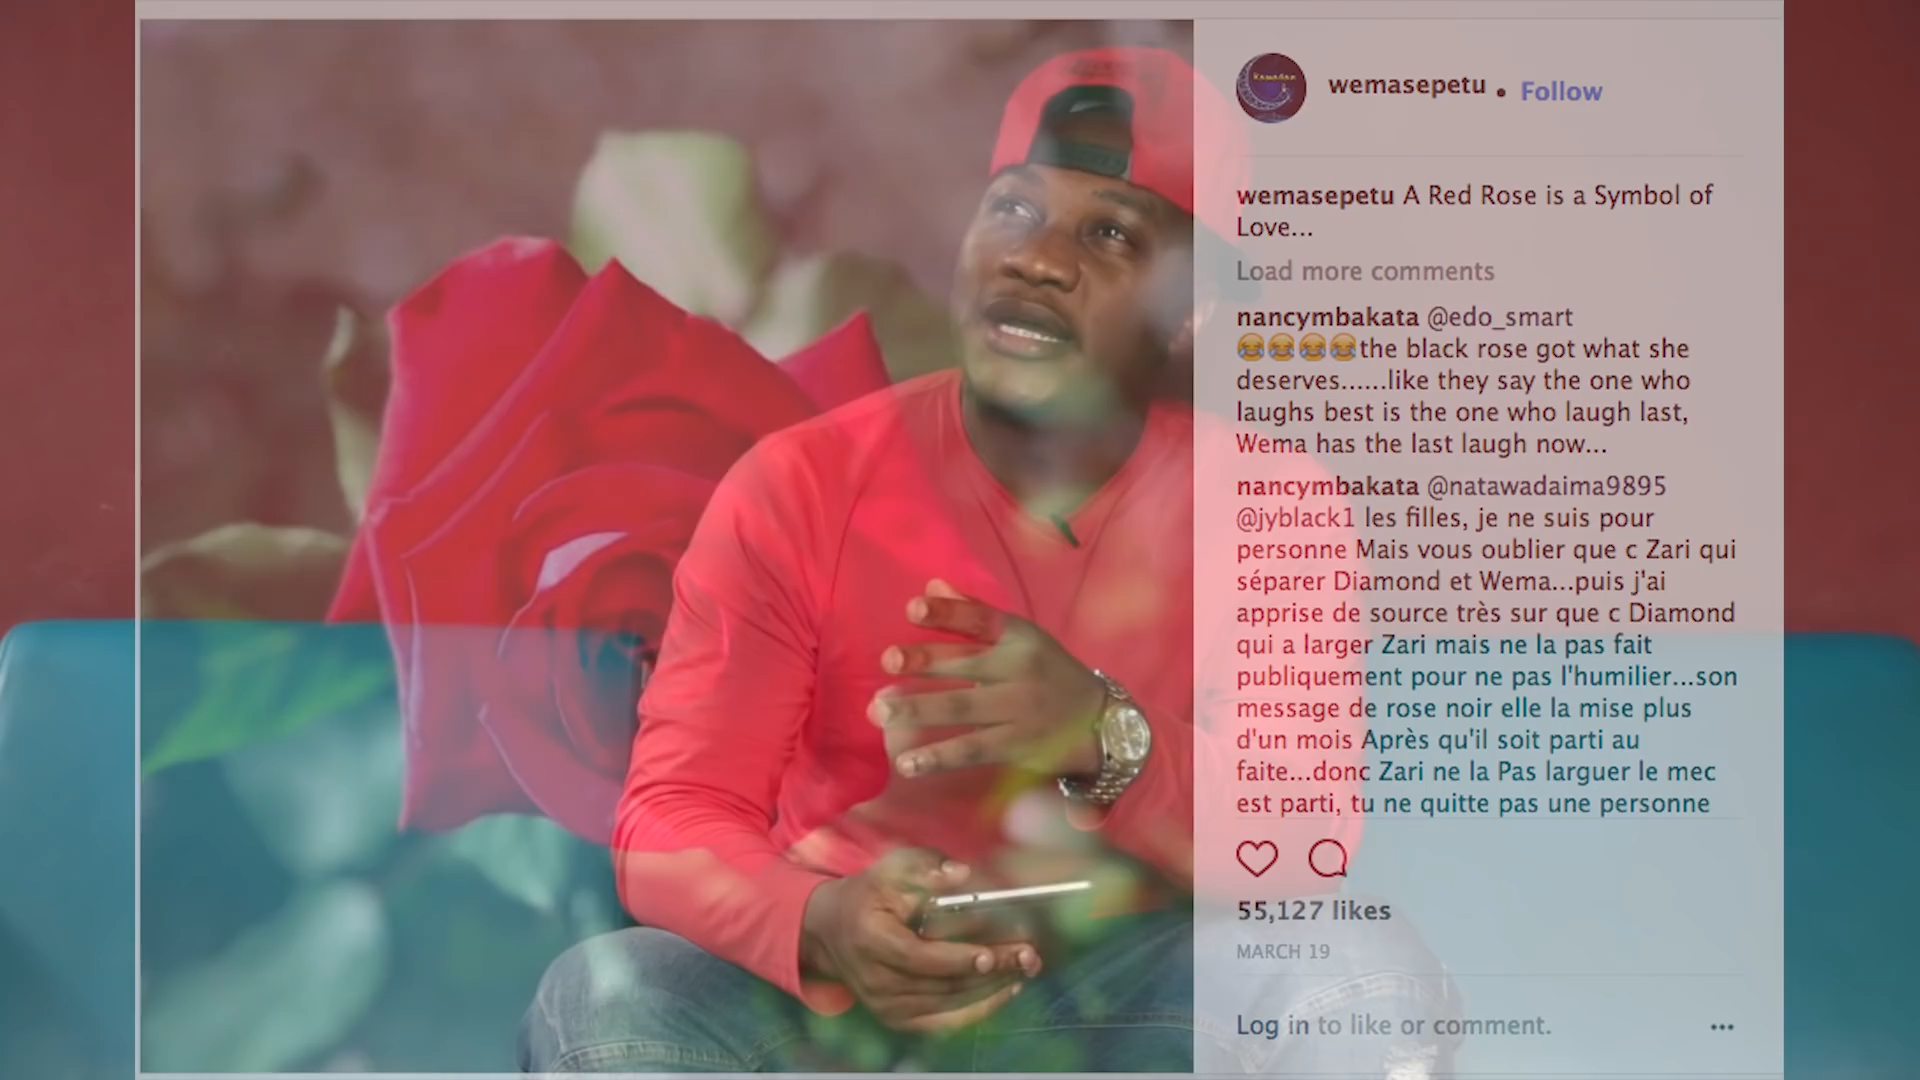 wemasepetu • Follow
wemasepetu A Red Rose is a Symbol of
Love...
Load more comments
nancymbakata @edo_smart
😂😂😂😂the black rose got what she
deserves......like they say the one who
laughs best is the one who laugh last,
Wema has the last laugh now...
nancymbakata @natawadaima9895
@jyblack1 les filles, je ne suis pour
personne Mais vous oublier que c Zari qui
séparer Diamond et Wema...puis j'ai
apprise de source très sur que c Diamond
qui a larger Zari mais ne la pas fait
publiquement pour ne pas l'humilier...son
message de rose noir elle la mise plus
d'un mois Après qu'il soit parti au
faite...donc Zari ne la Pas larguer le mec
est parti, tu ne quitte pas une personne
55,127 likes
MARCH 19
Log in to like or comment.